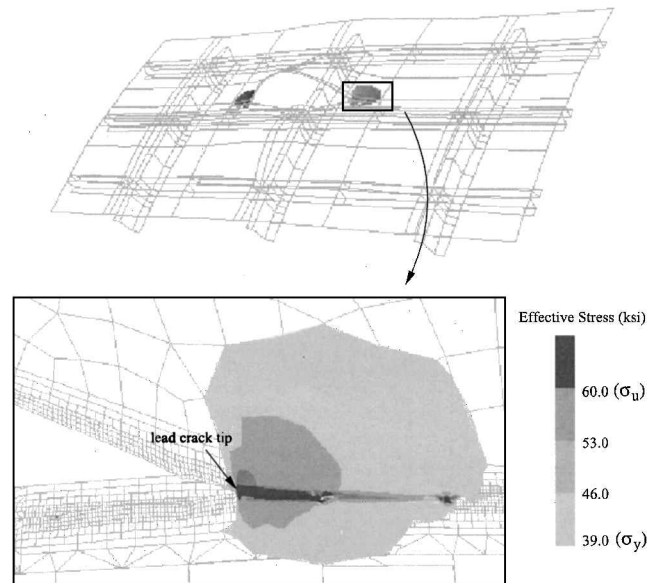 Effective Stress (ksi)
60.0 (σu)
53.0
46.0
39.0 (σy)
lead crack tip